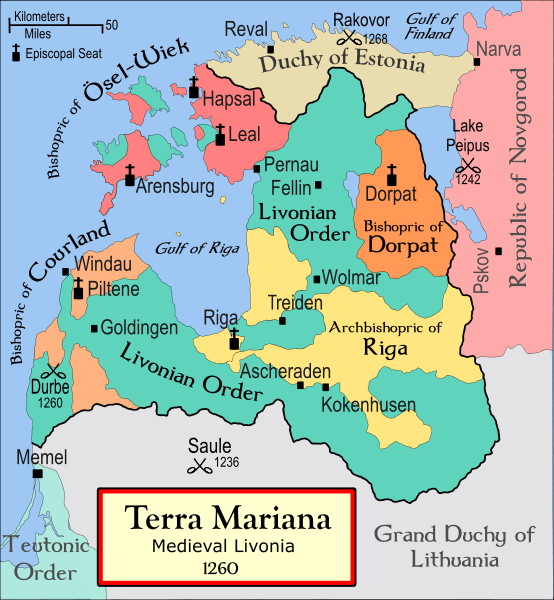 Kilometers
50
Miles
Episcopal Seat
Bishopric of Ösel-Wiek
Reval
Rakovor
1268
Gulf of
Finland
Duchy of Estonia
Narva
Hapsal
Leal
Arensburg
Pernau
Fellin
Livonian
Order
Lake
Peipus
1242
Dorpat
Bishopric of
Dorpat
Republic of Novgorod
Pskov
Bishopric of Courland
Gulf of Riga
Windau
Piltene
Goldingen
Wolmar
Treiden
Riga
Archbishopric of
Riga
Livonian Order
Ascheraden
Kokenhusen
Durbe
1260
Memel
Saule
1236
Terra Mariana
Medieval Livonia
1260
Teutonic
Order
Grand Duchy of
Lithuania